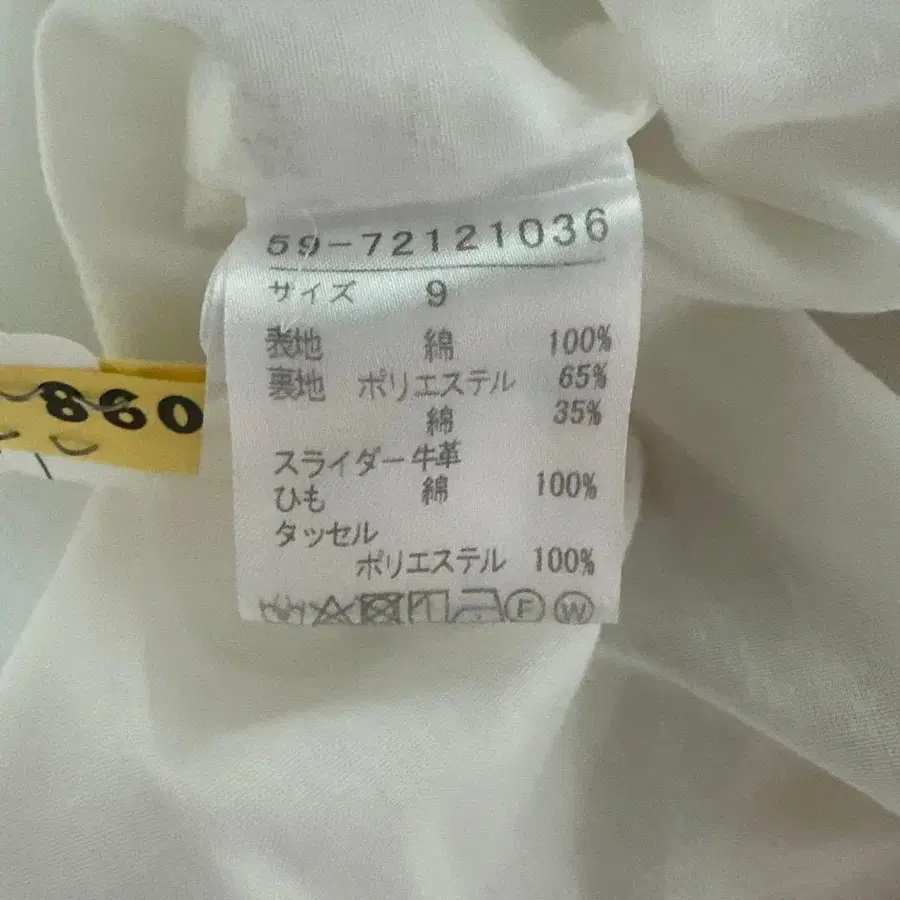 59-72121036
サイズ 9
表地 綿 100%
裏地 ポリエステル 65%
綿 35%
スライダー 牛革
ひも 綿 100%
タッセル
ポリエステル 100%
F W
860